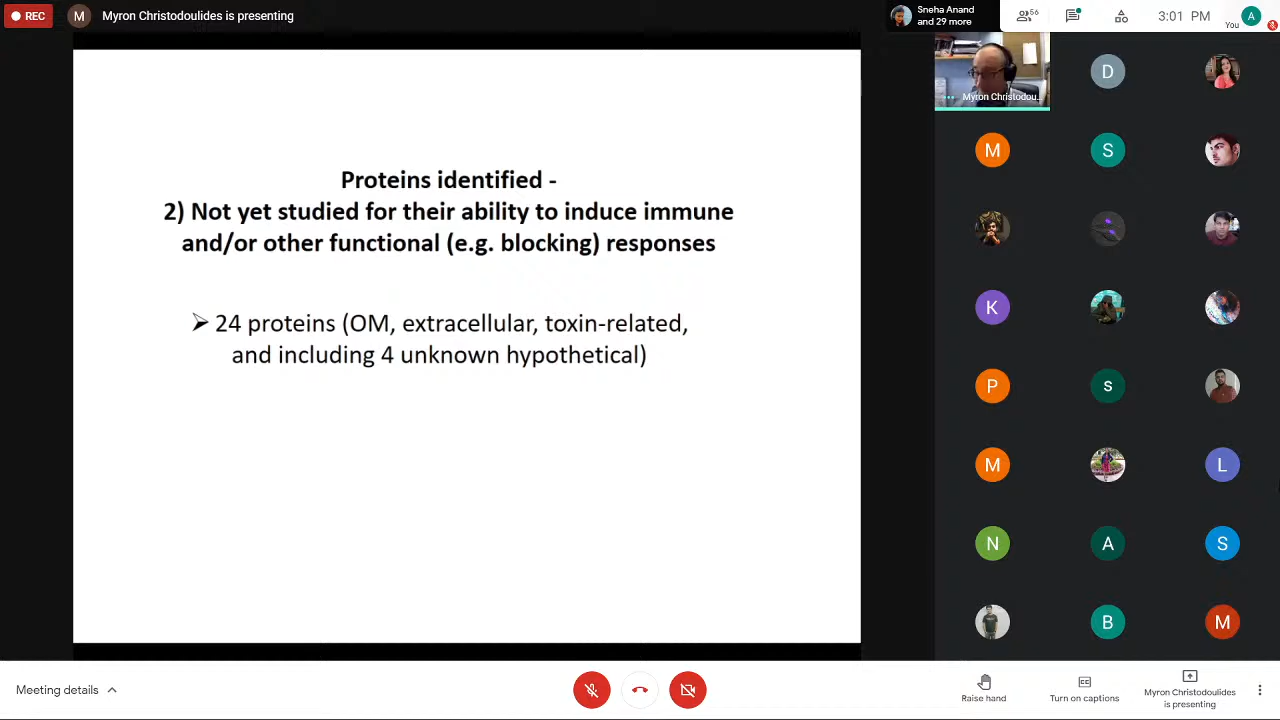 REC
M
Myron Christodoulides is presenting
Sneha Anand
and 29 more
56
3:01 PM
You
A
Proteins identified -
2) Not yet studied for their ability to induce immune
and/or other functional (e.g. blocking) responses
➢ 24 proteins (OM, extracellular, toxin-related,
and including 4 unknown hypothetical)
Myron Christodou...
D
M
S
K
P
s
M
L
N
A
S
B
M
Meeting details
Raise hand
Turn on captions
Myron Christodoulides
is presenting